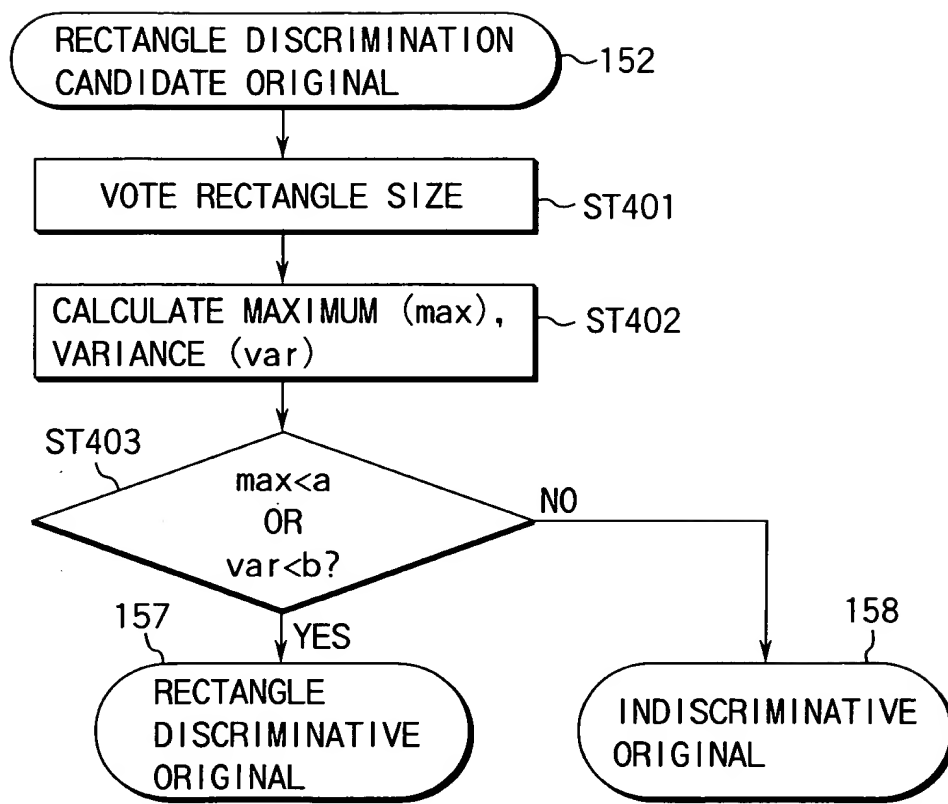 RECTANGLE DISCRIMINATION
CANDIDATE ORIGINAL
152
VOTE RECTANGLE SIZE
ST401
CALCULATE MAXIMUM (max),
VARIANCE (var)
ST402
ST403
max<a
OR
var<b?
NO
YES
157
RECTANGLE
DISCRIMINATIVE
ORIGINAL
158
INDISCRIMINATIVE
ORIGINAL